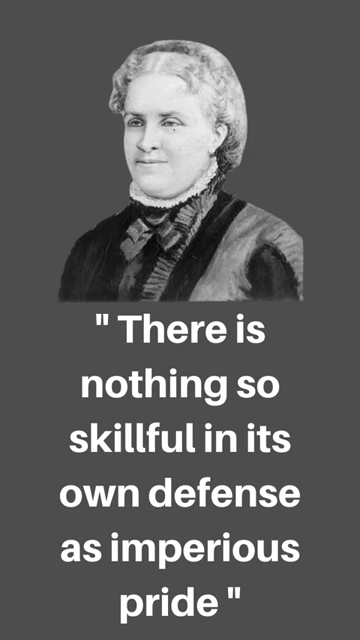 " There is
nothing so
skillful in its
own defense
as imperious
pride "